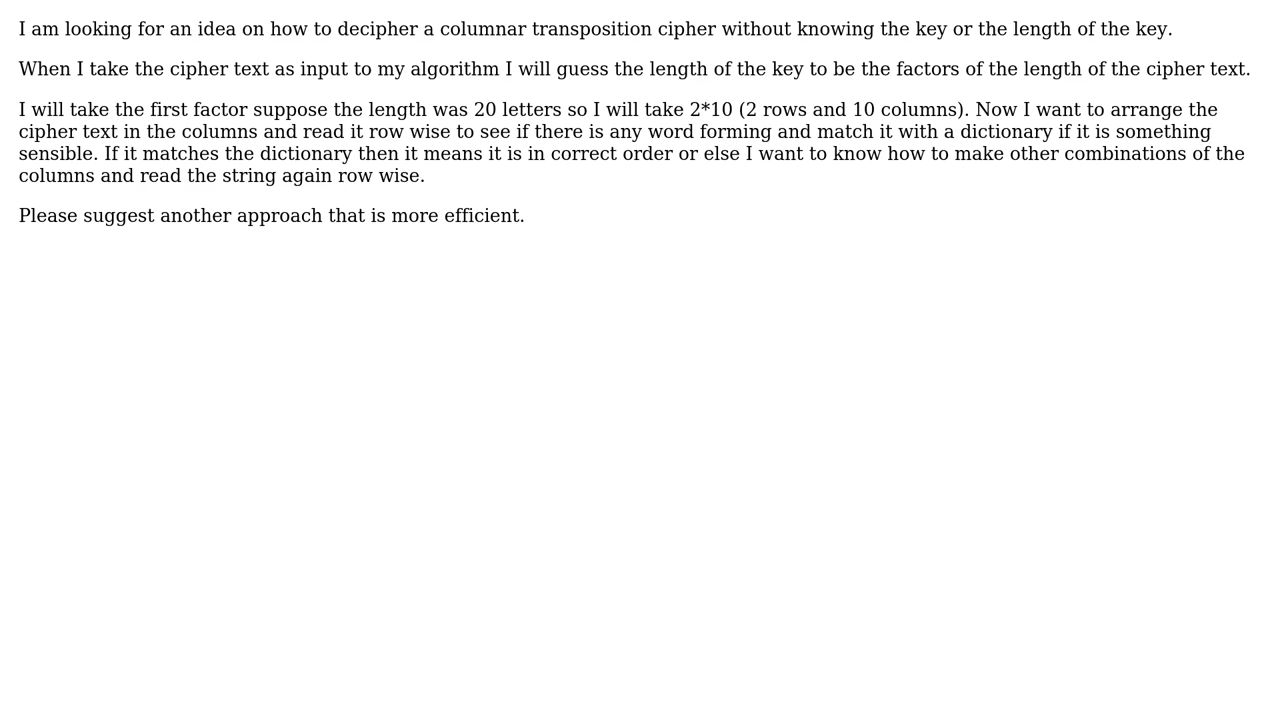 I am looking for an idea on how to decipher a columnar transposition cipher without knowing the key or the length of the key.
When I take the cipher text as input to my algorithm I will guess the length of the key to be the factors of the length of the cipher text.
I will take the first factor suppose the length was 20 letters so I will take 2*10 (2 rows and 10 columns). Now I want to arrange the
cipher text in the columns and read it row wise to see if there is any word forming and match it with a dictionary if it is something
sensible. If it matches the dictionary then it means it is in correct order or else I want to know how to make other combinations of the
columns and read the string again row wise.
Please suggest another approach that is more efficient.